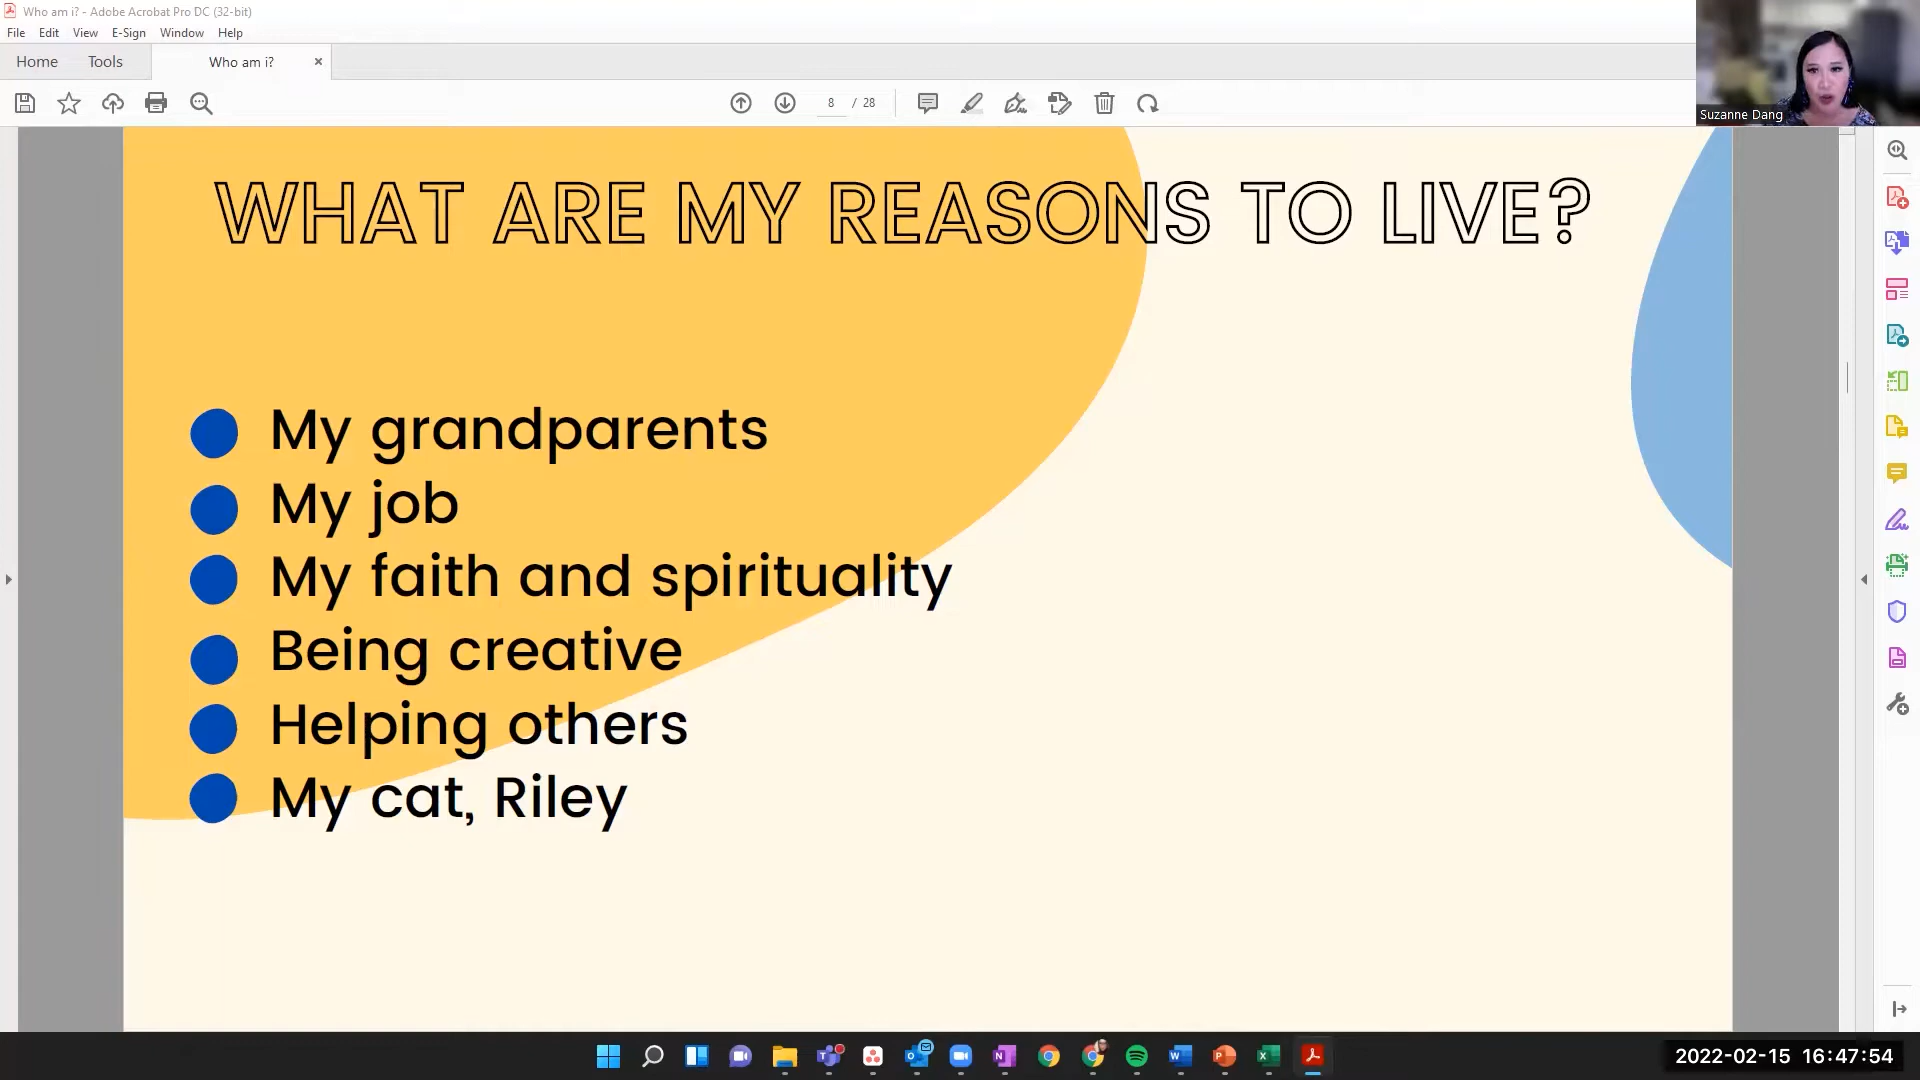 Who am i? - Adobe Acrobat Pro DC (32-bit)
File Edit View E-Sign Window Help
Home Tools Who am i? ×
8 / 28
Suzanne Dang
WHAT ARE MY REASONS TO LIVE?
My grandparents
My job
My faith and spirituality
Being creative
Helping others
My cat, Riley
2022-02-15 16:47:54